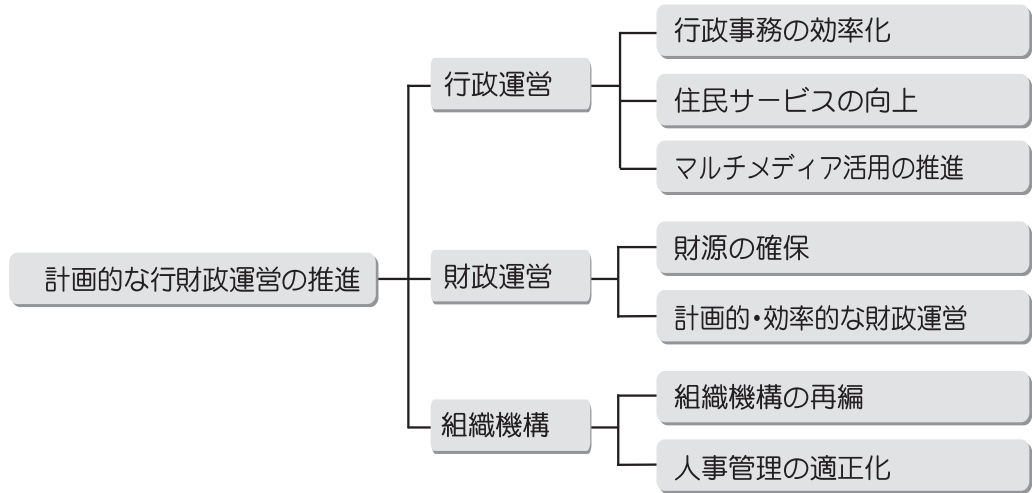 計画的な行財政運営の推進
行政運営
行政事務の効率化
住民サービスの向上
マルチメディア活用の推進
財政運営
財源の確保
計画的・効率的な財政運営
組織機構
組織機構の再編
人事管理の適正化